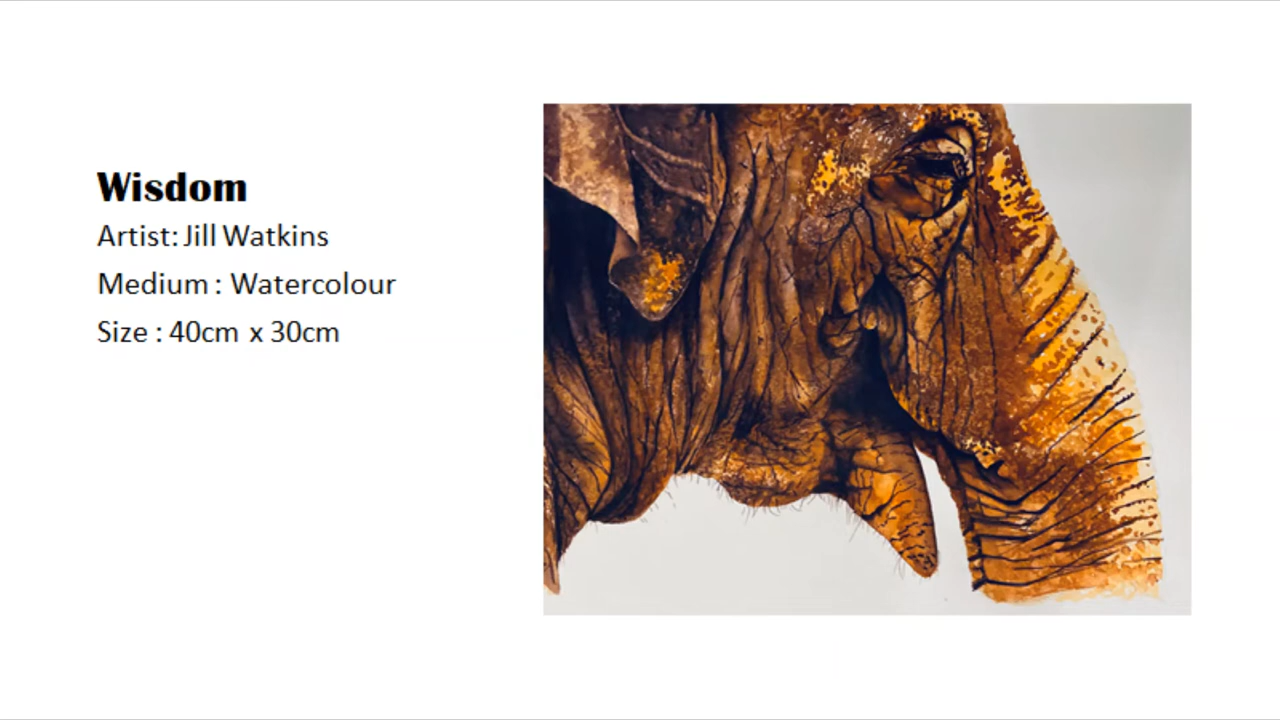 Wisdom
Artist: Jill Watkins
Medium : Watercolour
Size : 40cm x 30cm